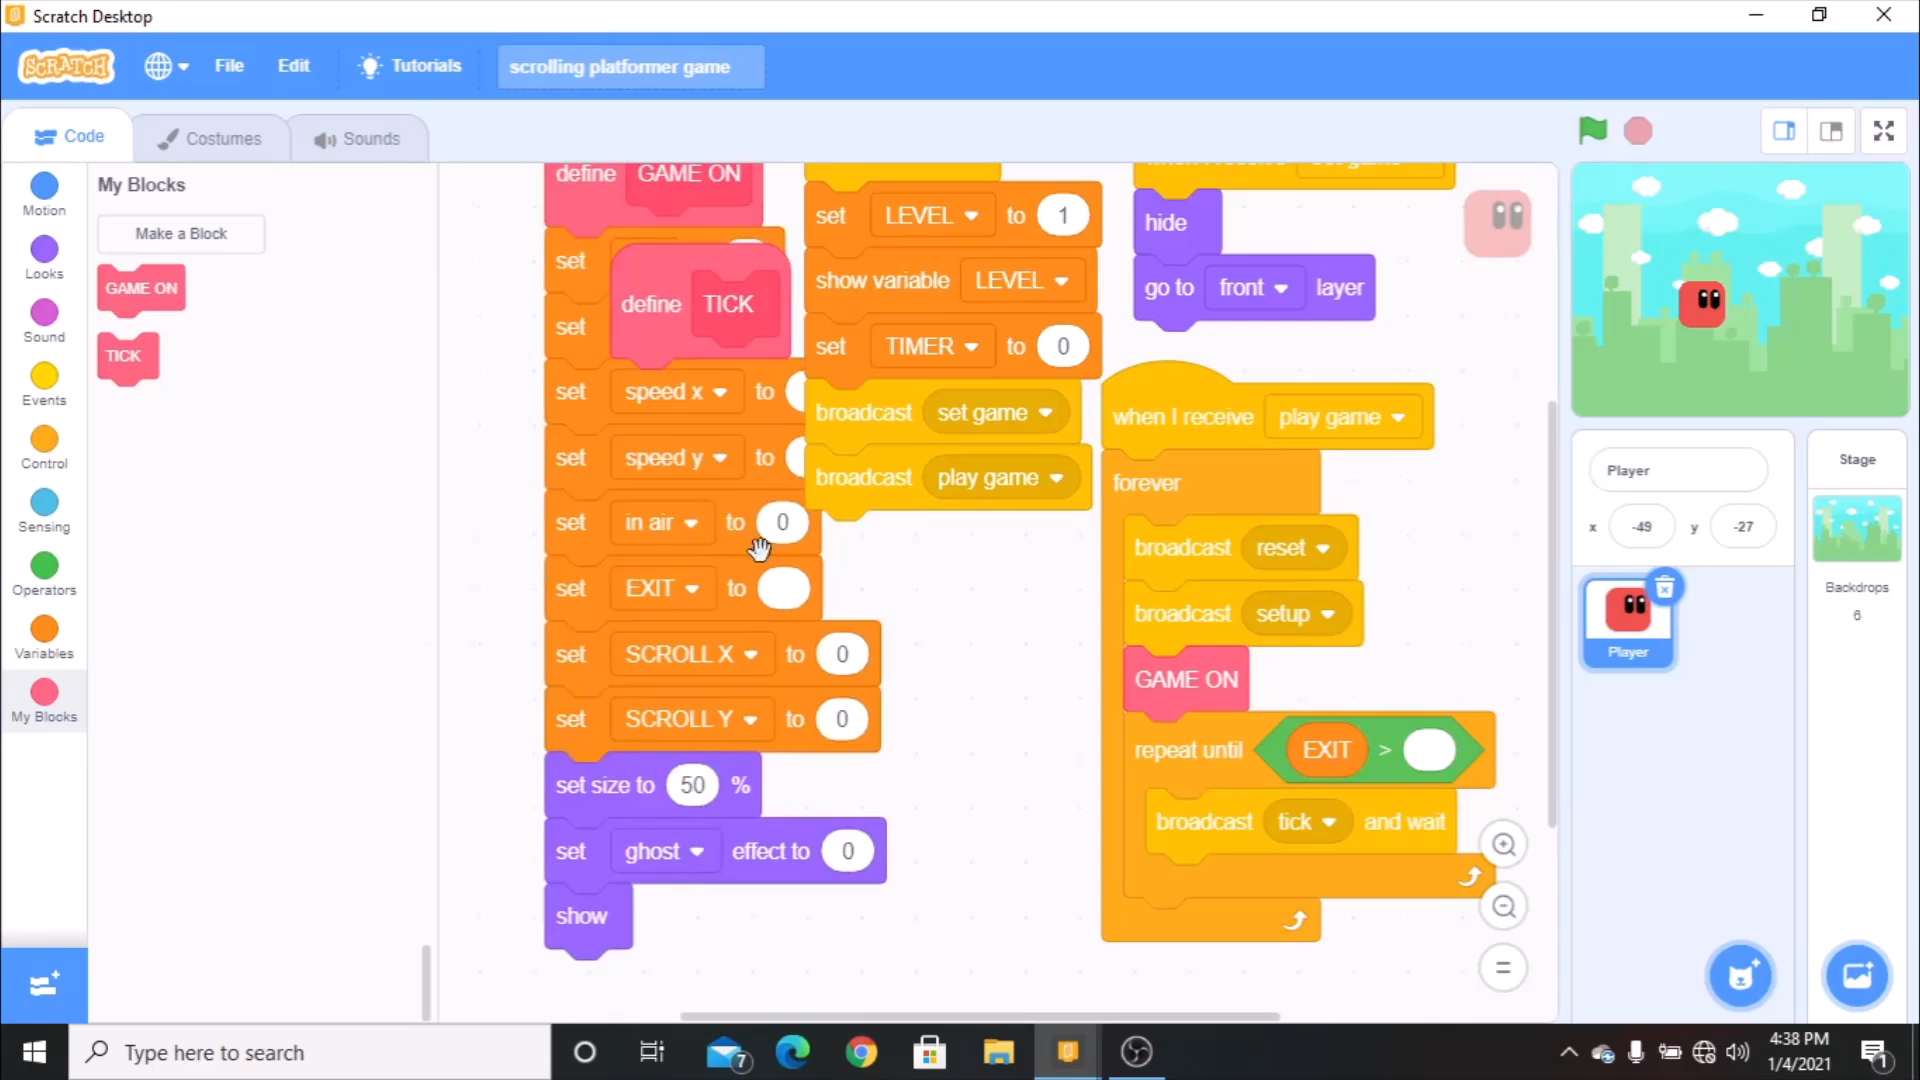 Scratch Desktop
SCRATCH
File
Edit
Tutorials
scrolling platformer game
Code
Costumes
Sounds
Motion
Looks
Sound
Events
Control
Sensing
Operators
Variables
My Blocks
My Blocks
Make a Block
GAME ON
TICK
define GAME ON
set
set
define TICK
set speed x to
set speed y to
set in air to 0
set EXIT to
set SCROLL X to 0
set SCROLL Y to 0
set size to 50 %
set ghost effect to 0
show
set LEVEL to 1
show variable LEVEL
set TIMER to 0
broadcast set game
broadcast play game
hide
go to front layer
when I receive play game
forever
broadcast reset
broadcast setup
GAME ON
repeat until EXIT >
broadcast tick and wait
Player
x -49 y -27
Player
Stage
Backdrops
6
Type here to search
7
4:38 PM
1/4/2021
1